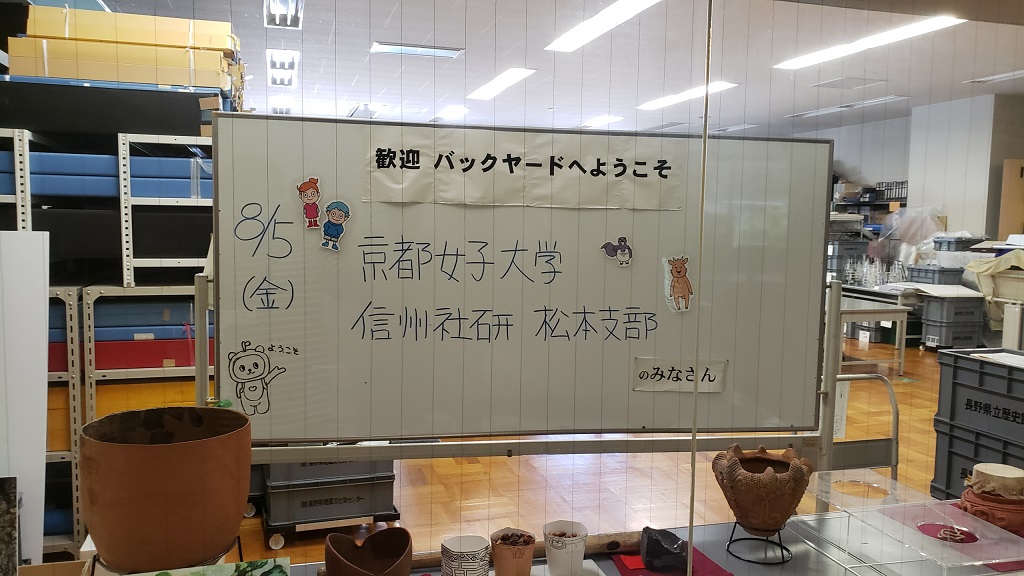 歓迎 バックヤードへようこそ
8/5
(金)
京都女子大学
信州社研 松本支部
のみなさん
ようこそ
長野県立歴史